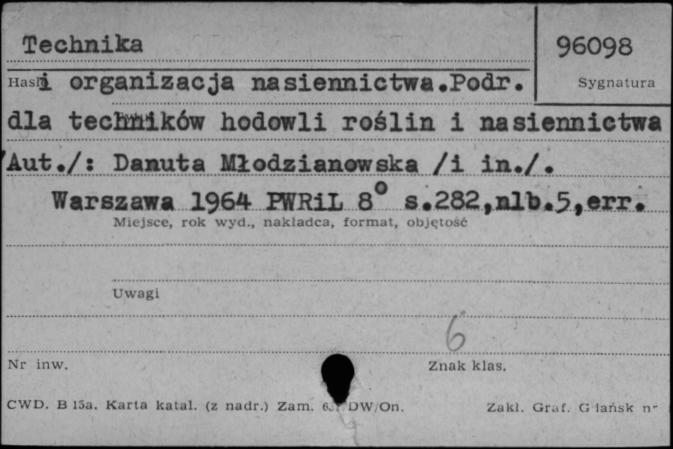 Technika
96098
Hasło
i organizacja nasiennictwa.Podr.
Sygnatura
dla techników hodowli roślin i nasiennictwa
/Aut./: Danuta Młodzianowska /i in./.
Warszawa 1964 PWRiL 8° s.282,nlb.5,err.
Miejsce, rok wyd., nakładca, format, objętość
Uwagi
6
Nr inw.
Znak klas.
CWD. B 15a. Karta katal. (z nadr.) Zam. DW/On.
Zakł. Graf. Gdańsk